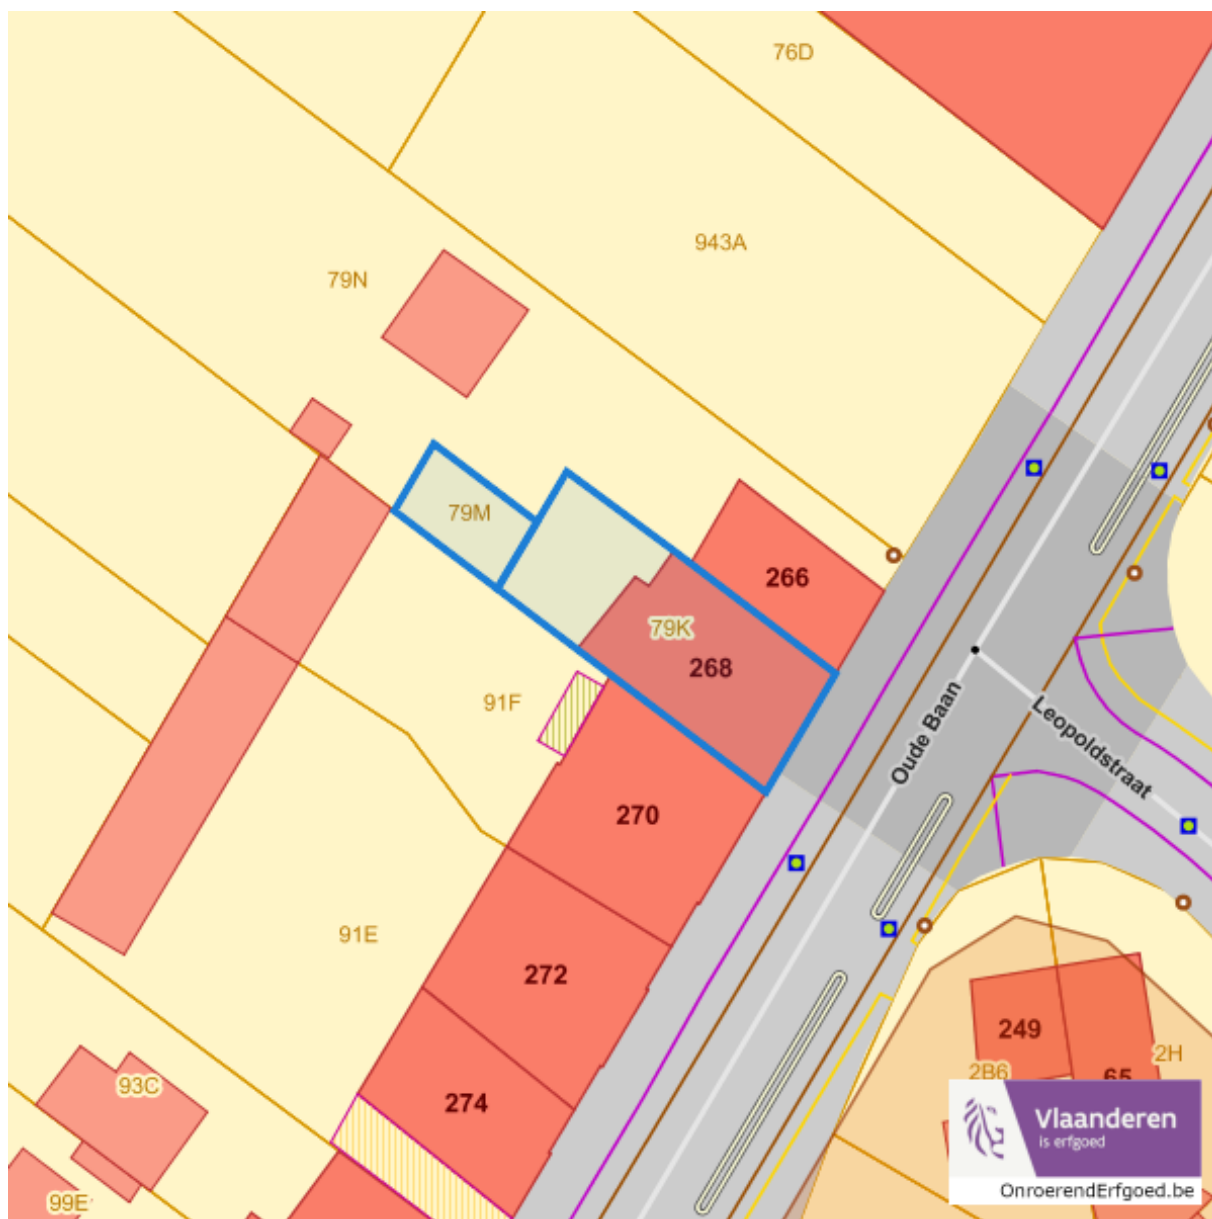 76D
943A
79N
79M
266
79K
268
91F
Oude Baan
Leopoldstraat
270
91E
272
249
2H
2B6
65
93C
274
Vlaanderen
is erfgoed
OnroerendErfgoed.be
99E